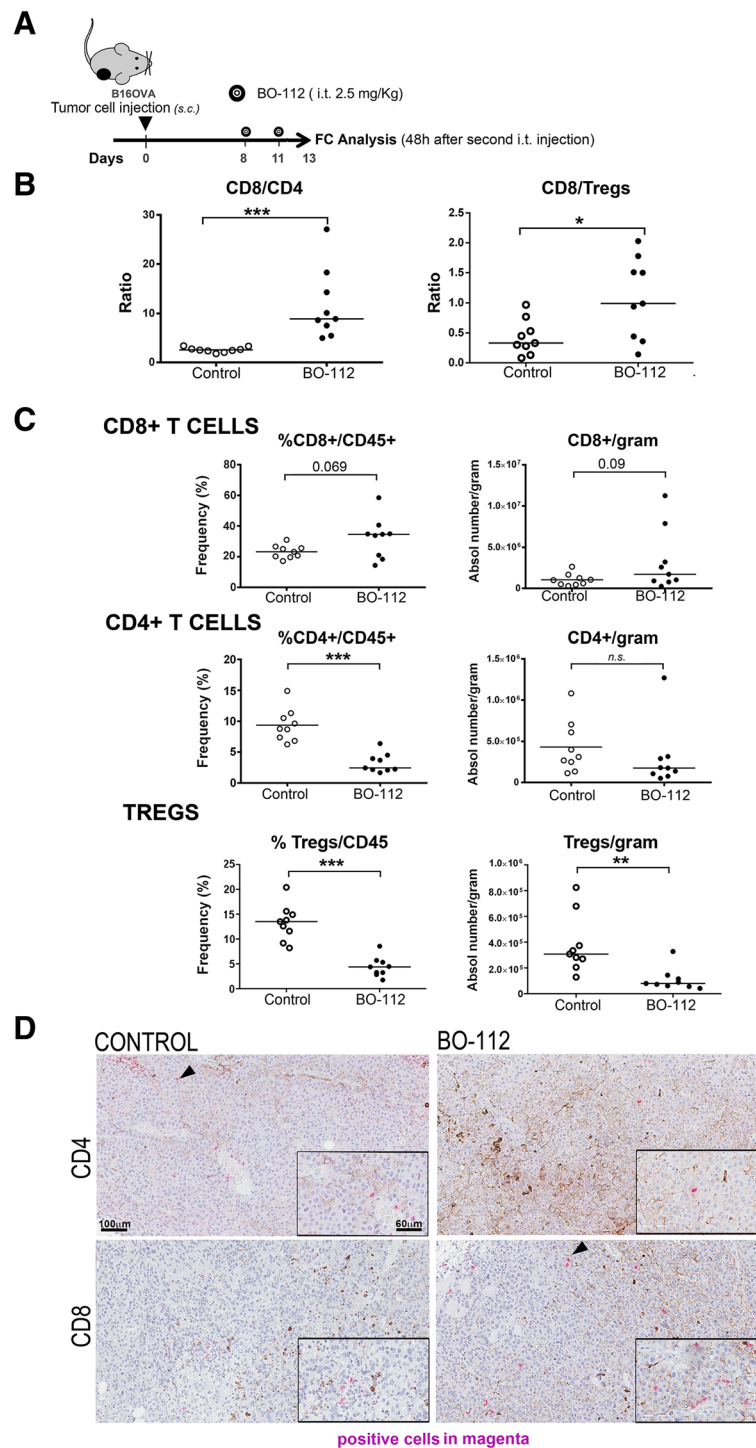 A
B16OVA
Tumor cell injection (s.c.)
BO-112 ( i.t. 2.5 mg/Kg)
FC Analysis (48h after second i.t. injection)
Days 0 8 11 13
B
CD8/CD4
***
Ratio
30
20
10
0
Control BO-112
CD8/Tregs
*
Ratio
2.5
2.0
1.5
1.0
0.5
0.0
Control BO-112
C
CD8+ T CELLS
%CD8+/CD45+
0.069
Frequency (%)
80
60
40
20
0
Control BO-112
CD8+/gram
0.09
Absol number/gram
1.5×10⁷
1.0×10⁷
5.0×10⁶
0
Control BO-112
CD4+ T CELLS
%CD4+/CD45+
***
Frequency (%)
20
15
10
5
0
Control BO-112
CD4+/gram
n.s.
Absol number/gram
1.5×10⁶
1.0×10⁶
5.0×10⁵
0
Control BO-112
TREGS
% Tregs/CD45
***
Frequency (%)
25
20
15
10
5
0
Control BO-112
Tregs/gram
**
Absol number/gram
1.0×10⁶
8.0×10⁵
6.0×10⁵
4.0×10⁵
2.0×10⁵
0
Control BO-112
D
CONTROL BO-112
CD4
100μm 60μm
CD8
positive cells in magenta